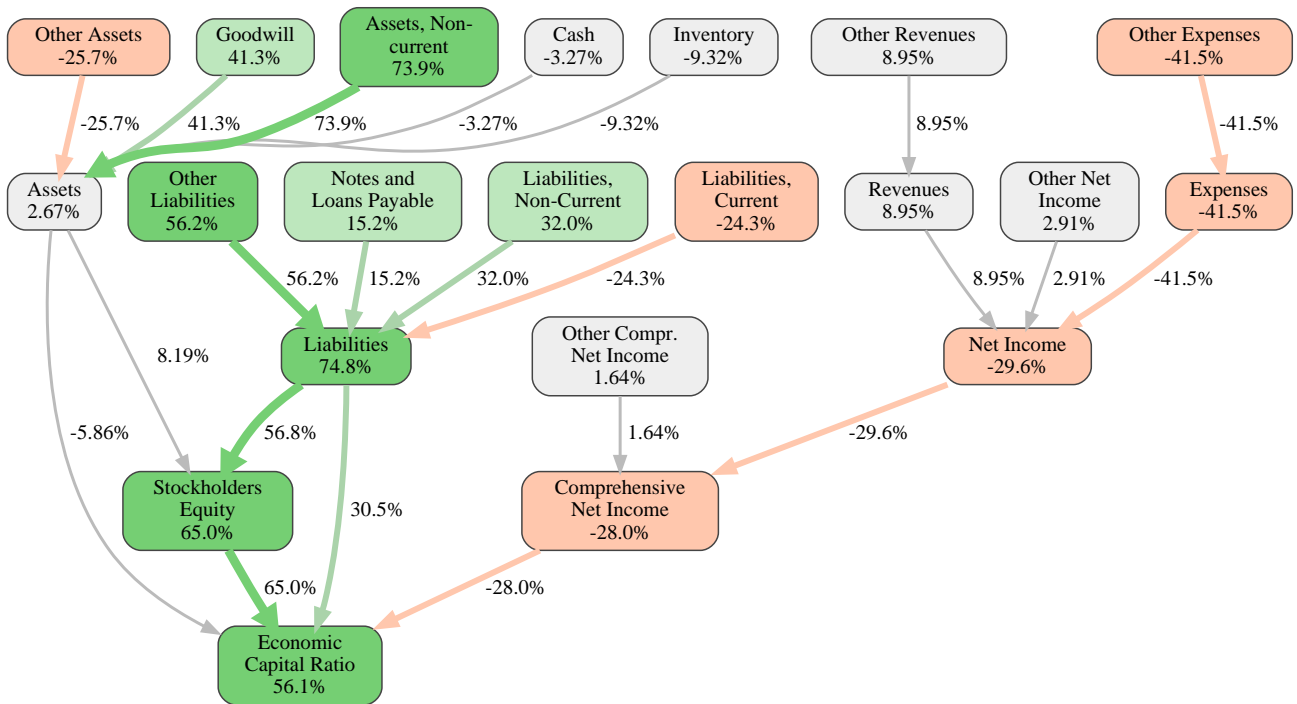 Other Assets
-25.7%
Goodwill
41.3%
Assets, Non-
current
73.9%
Cash
-3.27%
Inventory
-9.32%
Other Revenues
8.95%
Other Expenses
-41.5%
-25.7%
41.3%
73.9%
-3.27%
-9.32%
8.95%
-41.5%
Assets
2.67%
Other
Liabilities
56.2%
Notes and
Loans Payable
15.2%
Liabilities,
Non-Current
32.0%
Liabilities,
Current
-24.3%
Revenues
8.95%
Other Net
Income
2.91%
Expenses
-41.5%
56.2%
15.2%
32.0%
-24.3%
8.95%
2.91%
-41.5%
8.19%
Liabilities
74.8%
Other Compr.
Net Income
1.64%
Net Income
-29.6%
-5.86%
56.8%
1.64%
-29.6%
Stockholders
Equity
65.0%
30.5%
Comprehensive
Net Income
-28.0%
65.0%
-28.0%
Economic
Capital Ratio
56.1%